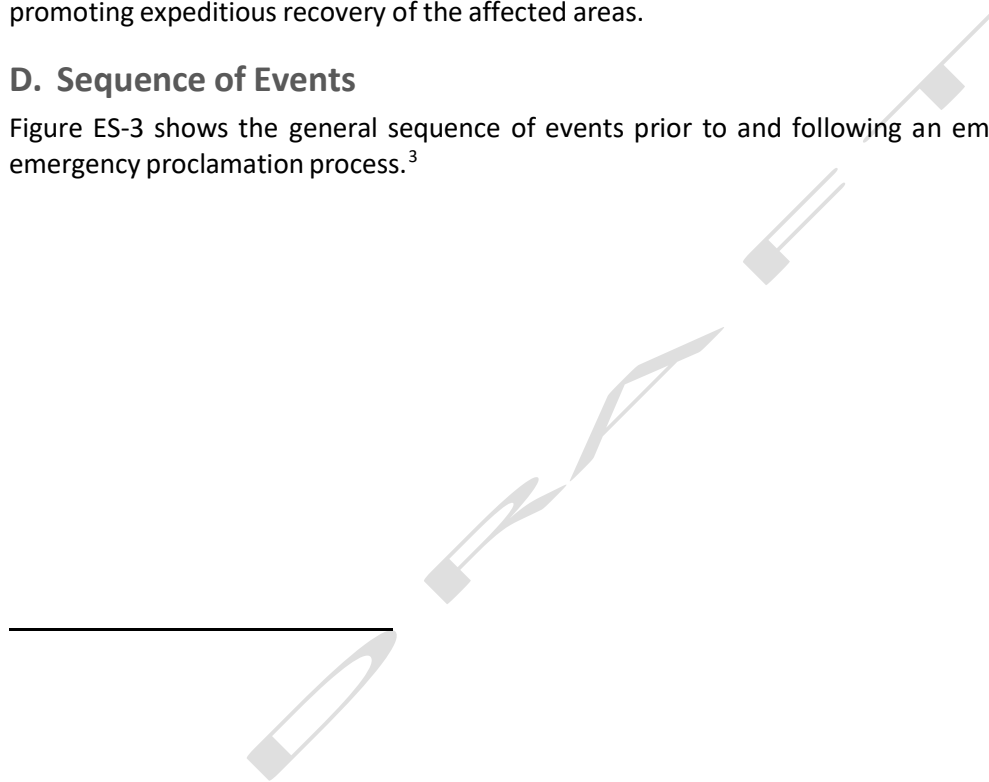 promoting expeditious recovery of the affected areas.
D. Sequence of Events
Figure ES-3 shows the general sequence of events prior to and following an em
emergency proclamation process.3